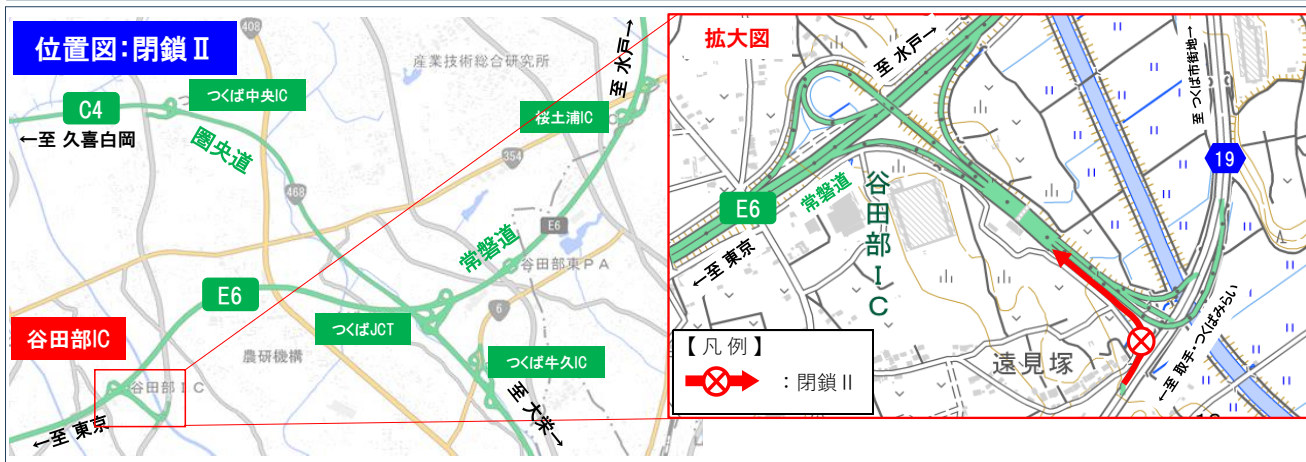 位置図:閉鎖Ⅱ
408
産業技術総合研究所
至 水戸→
C4
つくば中央IC
桜土浦IC
←至 久喜白岡
圏央道
354
468
E6
常磐道
谷田部東PA
E6
谷田部IC
つくばJCT
6
農研機構
つくば牛久IC
谷田部IC
←至 東京
至 大栄→
拡大図
至 水戸→
至 つくば市街地→
19
E6
常磐道
谷田部IC
←至 東京
【凡例】
:閉鎖Ⅱ
遠見塚
←至 取手・つくばみらい